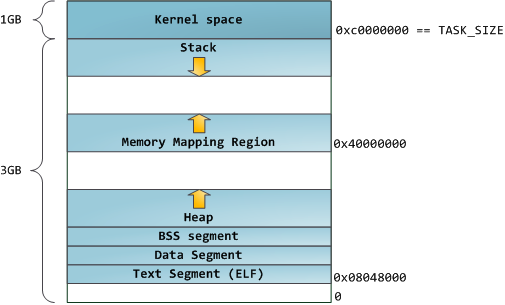 1GB
Kernel space
0xc0000000 == TASK_SIZE
Stack
Memory Mapping Region
0x40000000
3GB
Heap
BSS segment
Data Segment
Text Segment (ELF)
0x08048000
0